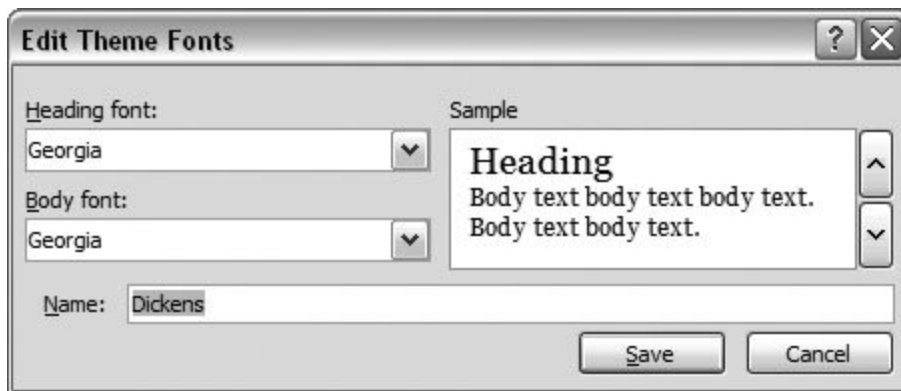 Edit Theme Fonts
Heading font:
Georgia
Body font:
Georgia
Sample
Heading
Body text body text body text.
Body text body text.
Name: Dickens
Save Cancel